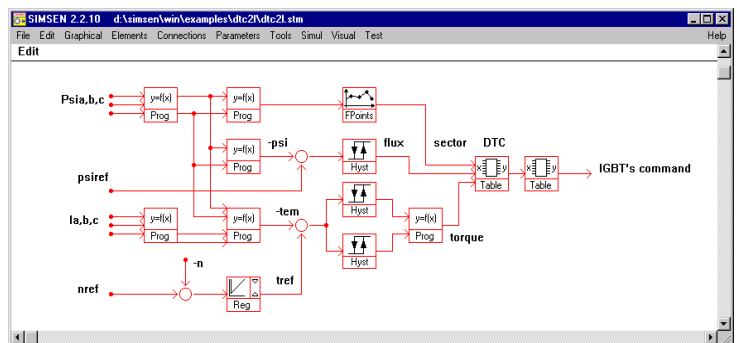 SIMSEN 2.2.10 d:\simsen\win\examples\dtc2l\dtc2l.stm
File Edit Graphical Elements Connections Parameters Tools Simul Visual Test Help
Edit
Psia,b,c
y=f(x)
Prog
y=f(x)
Prog
FPoints
-psi
y=f(x)
Prog
flux
Hyst
sector
DTC
x y
Table
x y
Table
IGBT's command
psiref
Ia,b,c
y=f(x)
Prog
y=f(x)
Prog
-tem
Hyst
Hyst
y=f(x)
Prog
torque
-n
nref
Reg
tref